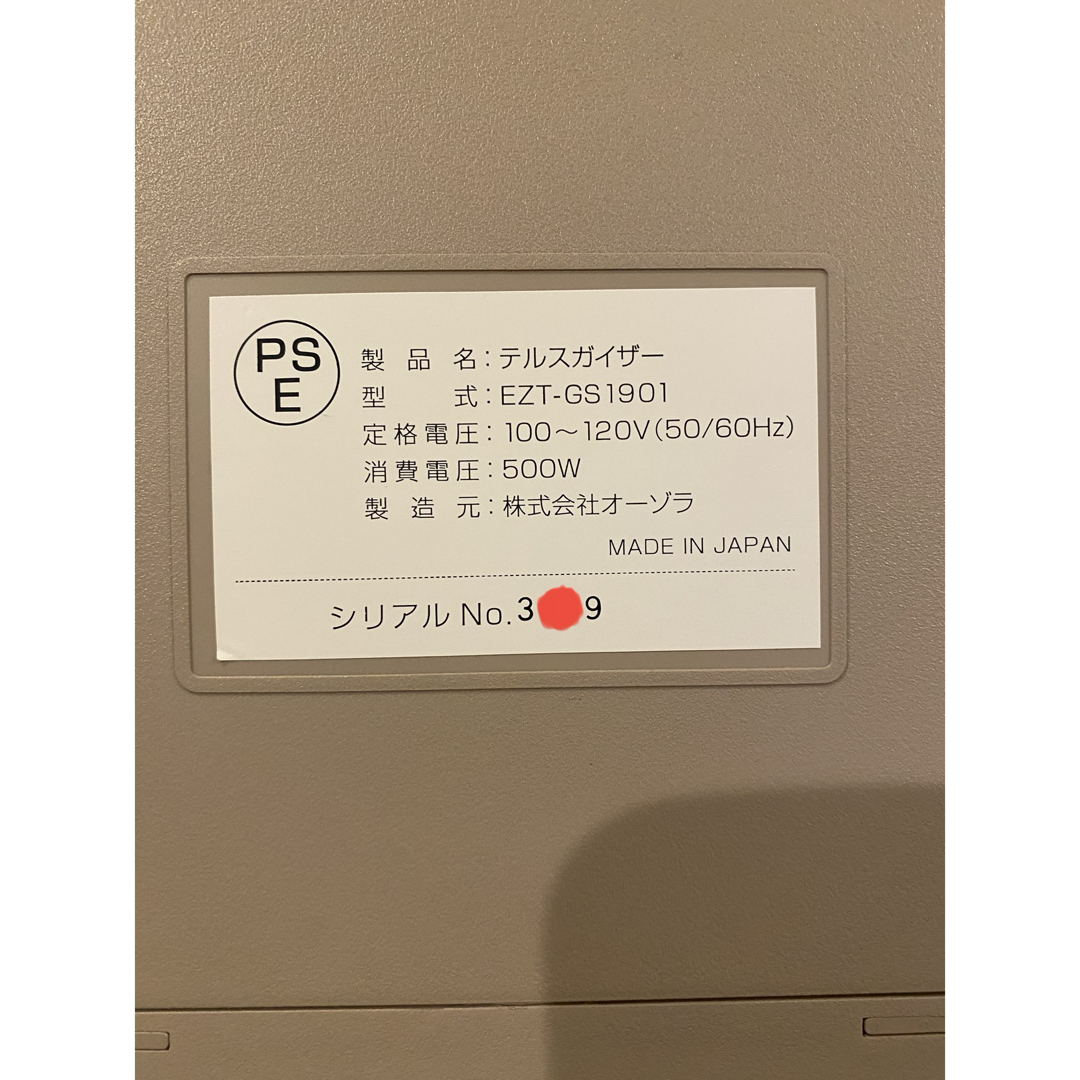 PS
E
製品名：テルスガイザー
型式：EZT-GS1901
定格電圧：100～120V(50/60Hz)
消費電圧：500W
製造元：株式会社オーゾラ
MADE IN JAPAN
シリアルNo.3 9